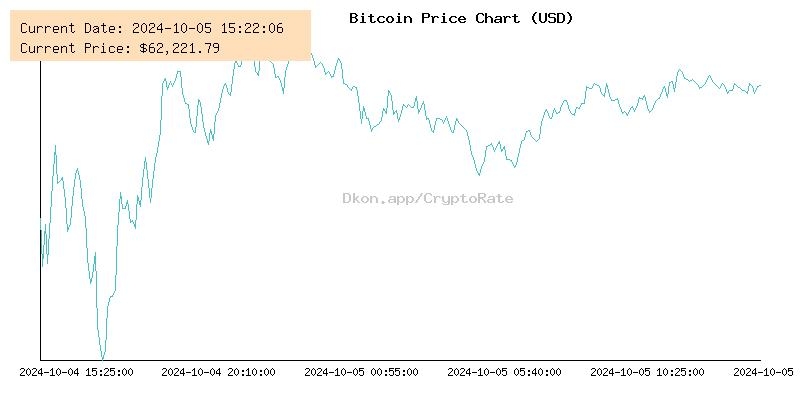 Bitcoin Price Chart (USD)
Current Date: 2024-10-05 15:22:06
Current Price: $62,221.79
Dkon.app/CryptoRate
2024-10-04 15:25:00 2024-10-04 20:10:00 2024-10-05 00:55:00 2024-10-05 05:40:00 2024-10-05 10:25:00 2024-10-05